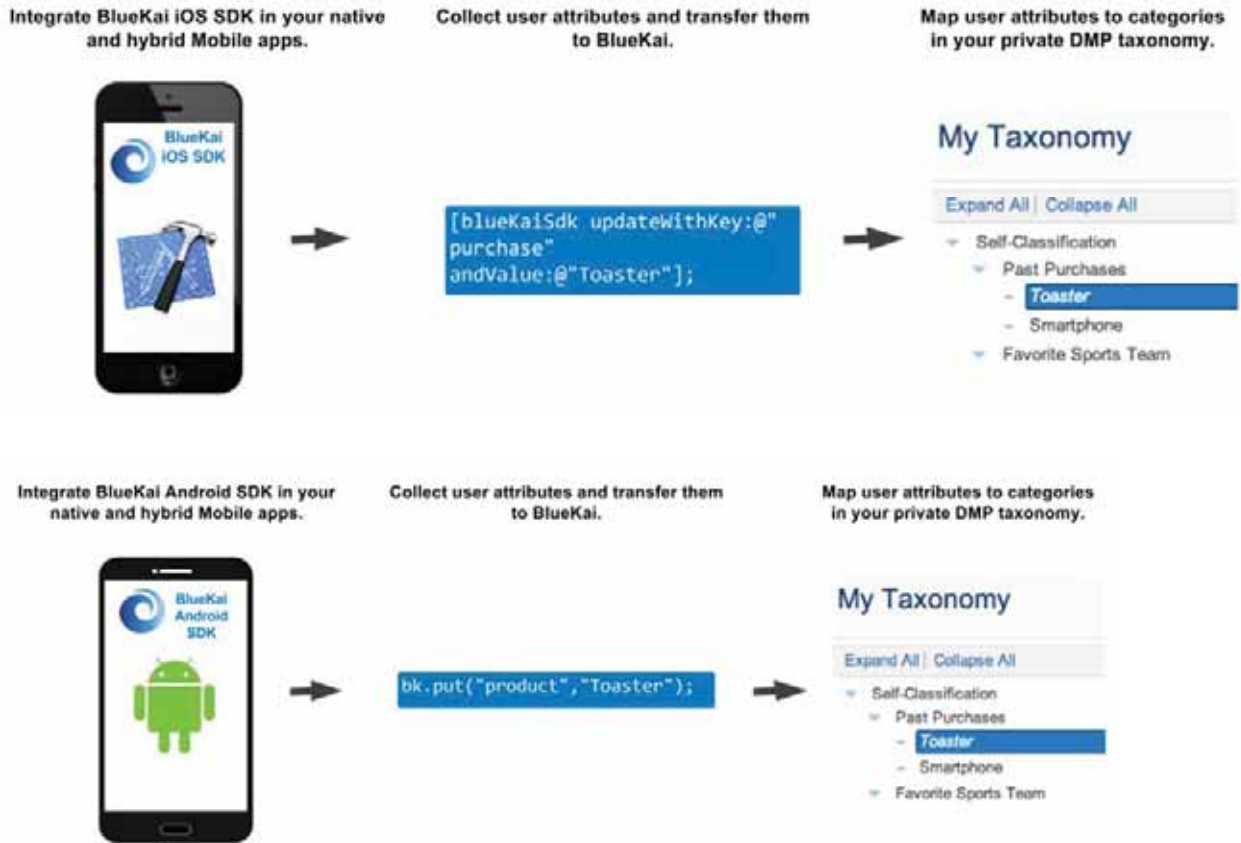 Integrate BlueKai iOS SDK in your native
and hybrid Mobile apps.
Collect user attributes and transfer them
to BlueKai.
Map user attributes to categories
in your private DMP taxonomy.
BlueKai
iOS SDK
[blueKaiSdk updateWithKey:@"
purchase"
andValue:@"Toaster"];
My Taxonomy
Expand All | Collapse All
Self-Classification
Past Purchases
Toaster
Smartphone
Favorite Sports Team
Integrate BlueKai Android SDK in your
native and hybrid Mobile apps.
Collect user attributes and transfer them
to BlueKai.
Map user attributes to categories
in your private DMP taxonomy.
BlueKai
Android
SDK
bk.put("product","Toaster");
My Taxonomy
Expand All | Collapse All
Self-Classification
Past Purchases
Toaster
Smartphone
Favorite Sports Team